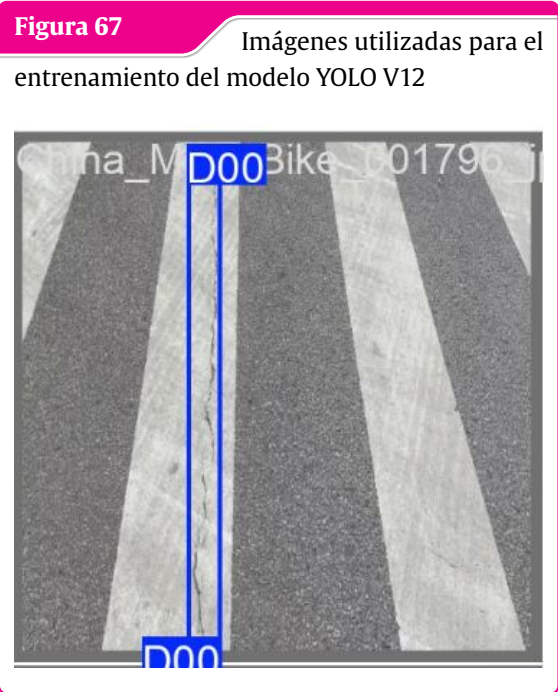 Figura 67
Imágenes utilizadas para el
entrenamiento del modelo YOLO V12
D00
D00